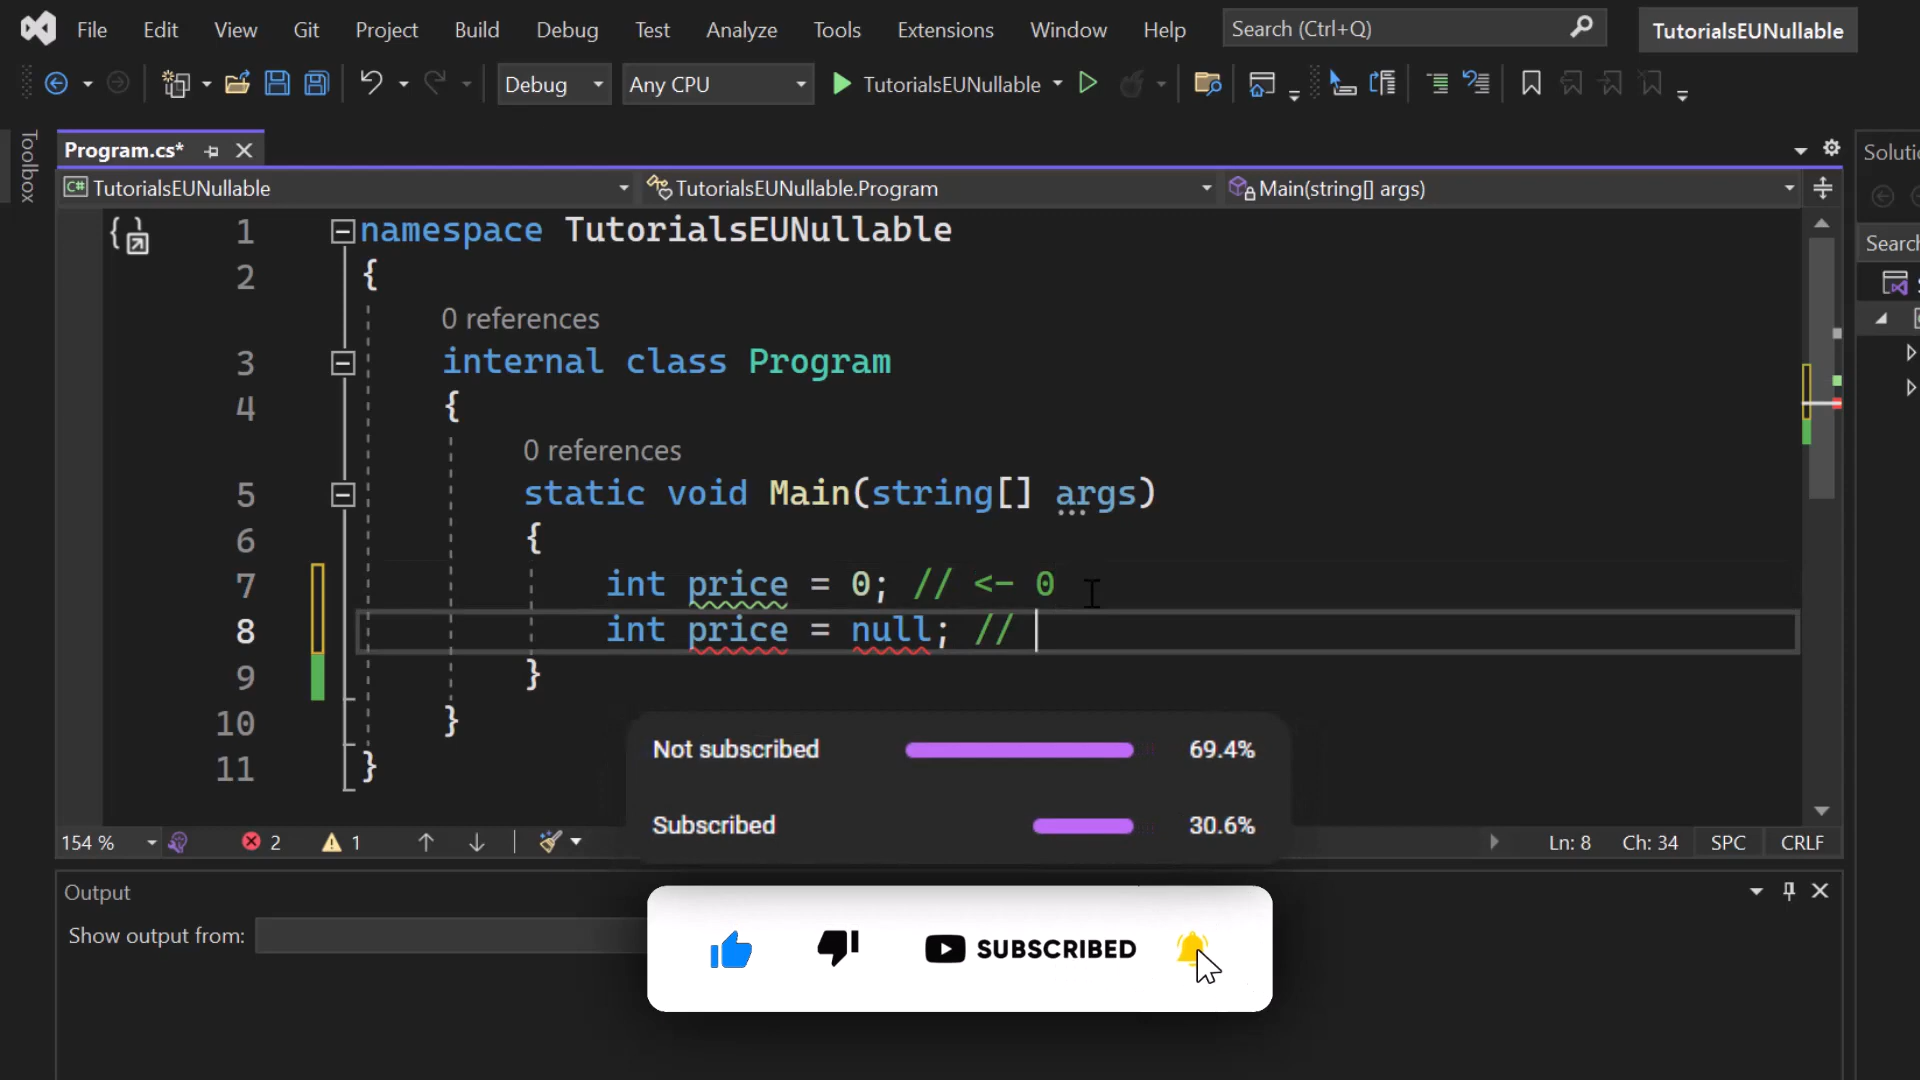 File Edit View Git Project Build Debug Test Analyze Tools Extensions Window Help Search (Ctrl+Q) TutorialsEUNullable
Debug Any CPU TutorialsEUNullable
Toolbox
Program.cs*
Soluti
C# TutorialsEUNullable TutorialsEUNullable.Program Main(string[] args)
1 namespace TutorialsEUNullable
2 {
Search
0 references
3 internal class Program
4 {
0 references
5 static void Main(string[] args)
6 {
7 int price = 0; // <- 0
8 int price = null; //
9 }
10 }
11 }
Not subscribed 69.4%
Subscribed 30.6%
154 % 2 1 Ln: 8 Ch: 34 SPC CRLF
Output
Show output from:
SUBSCRIBED